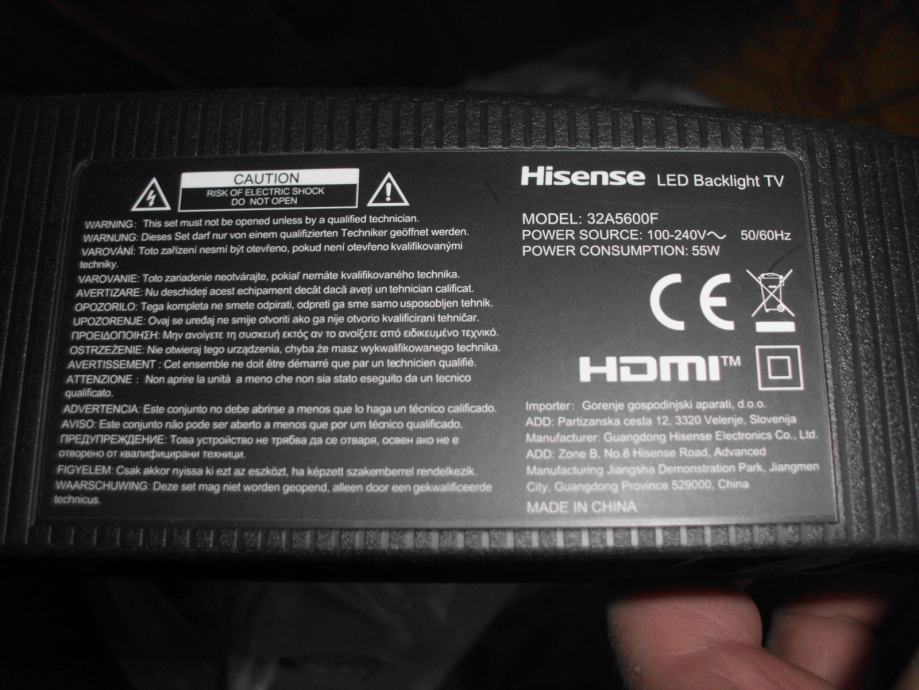 CAUTION
RISK OF ELECTRIC SHOCK
DO NOT OPEN
WARNING: This set must not be opened unless by a qualified technician.
WARNUNG: Dieses Set darf nur von einem qualifizierten Techniker geöffnet werden.
VAROVÁNÍ: Toto zařízení nesmí být otevřeno, pokud není otevřeno kvalifikovanými
techniky.
VAROVANIE: Toto zariadenie neotvárajte, pokiaľ nemáte kvalifikovaného technika.
AVERTIZARE: Nu deschideți acest echipament decât dacă aveți un tehnician calificat.
OPOZORILO: Tega kompleta ne smete odpirati, odpreti ga sme samo usposobljen tehnik.
UPOZORENJE: Ovaj se uređaj ne smije otvoriti ako ga nije otvorio kvalificirani tehničar.
ΠΡΟΕΙΔΟΠΟΙΗΣΗ: Μην ανοίγετε τη συσκευή εκτός αν το ανοίξετε από ειδικευμένο τεχνικό.
OSTRZEŻENIE: Nie otwieraj tego urządzenia, chyba że masz wykwalifikowanego technika.
AVERTISSEMENT : Cet ensemble ne doit être démarré que par un technicien qualifié.
ATTENZIONE : Non aprire la unità a meno che non sia stato eseguito da un tecnico
qualificato.
ADVERTENCIA: Este conjunto no debe abrirse a menos que lo haga un técnico calificado.
AVISO: Este conjunto não pode ser aberto a menos que por um técnico qualificado.
ПРЕДУПРЕЖДЕНИЕ: Това устройство не трябва да се отваря, освен ако не е
отворено от квалифицирани техници.
FIGYELEM: Csak akkor nyissa ki ezt az eszközt, ha képzett szakemberrel rendelkezik.
WAARSCHUWING: Deze set mag niet worden geopend, alleen door een gekwalificeerde
technicus.
Hisense LED Backlight TV
MODEL: 32A5600F
POWER SOURCE: 100-240V～ 50/60Hz
POWER CONSUMPTION: 55W
CE
HDMI™
Importer: Gorenje gospodinjski aparati, d.o.o.
ADD: Partizanska cesta 12, 3320 Velenje, Slovenija
Manufacturer: Guangdong Hisense Electronics Co., Ltd.
ADD: Zone B, No.8 Hisense Road, Advanced
Manufacturing Jiangsha Demonstration Park, Jiangmen
City, Guangdong Province 529000, China
MADE IN CHINA